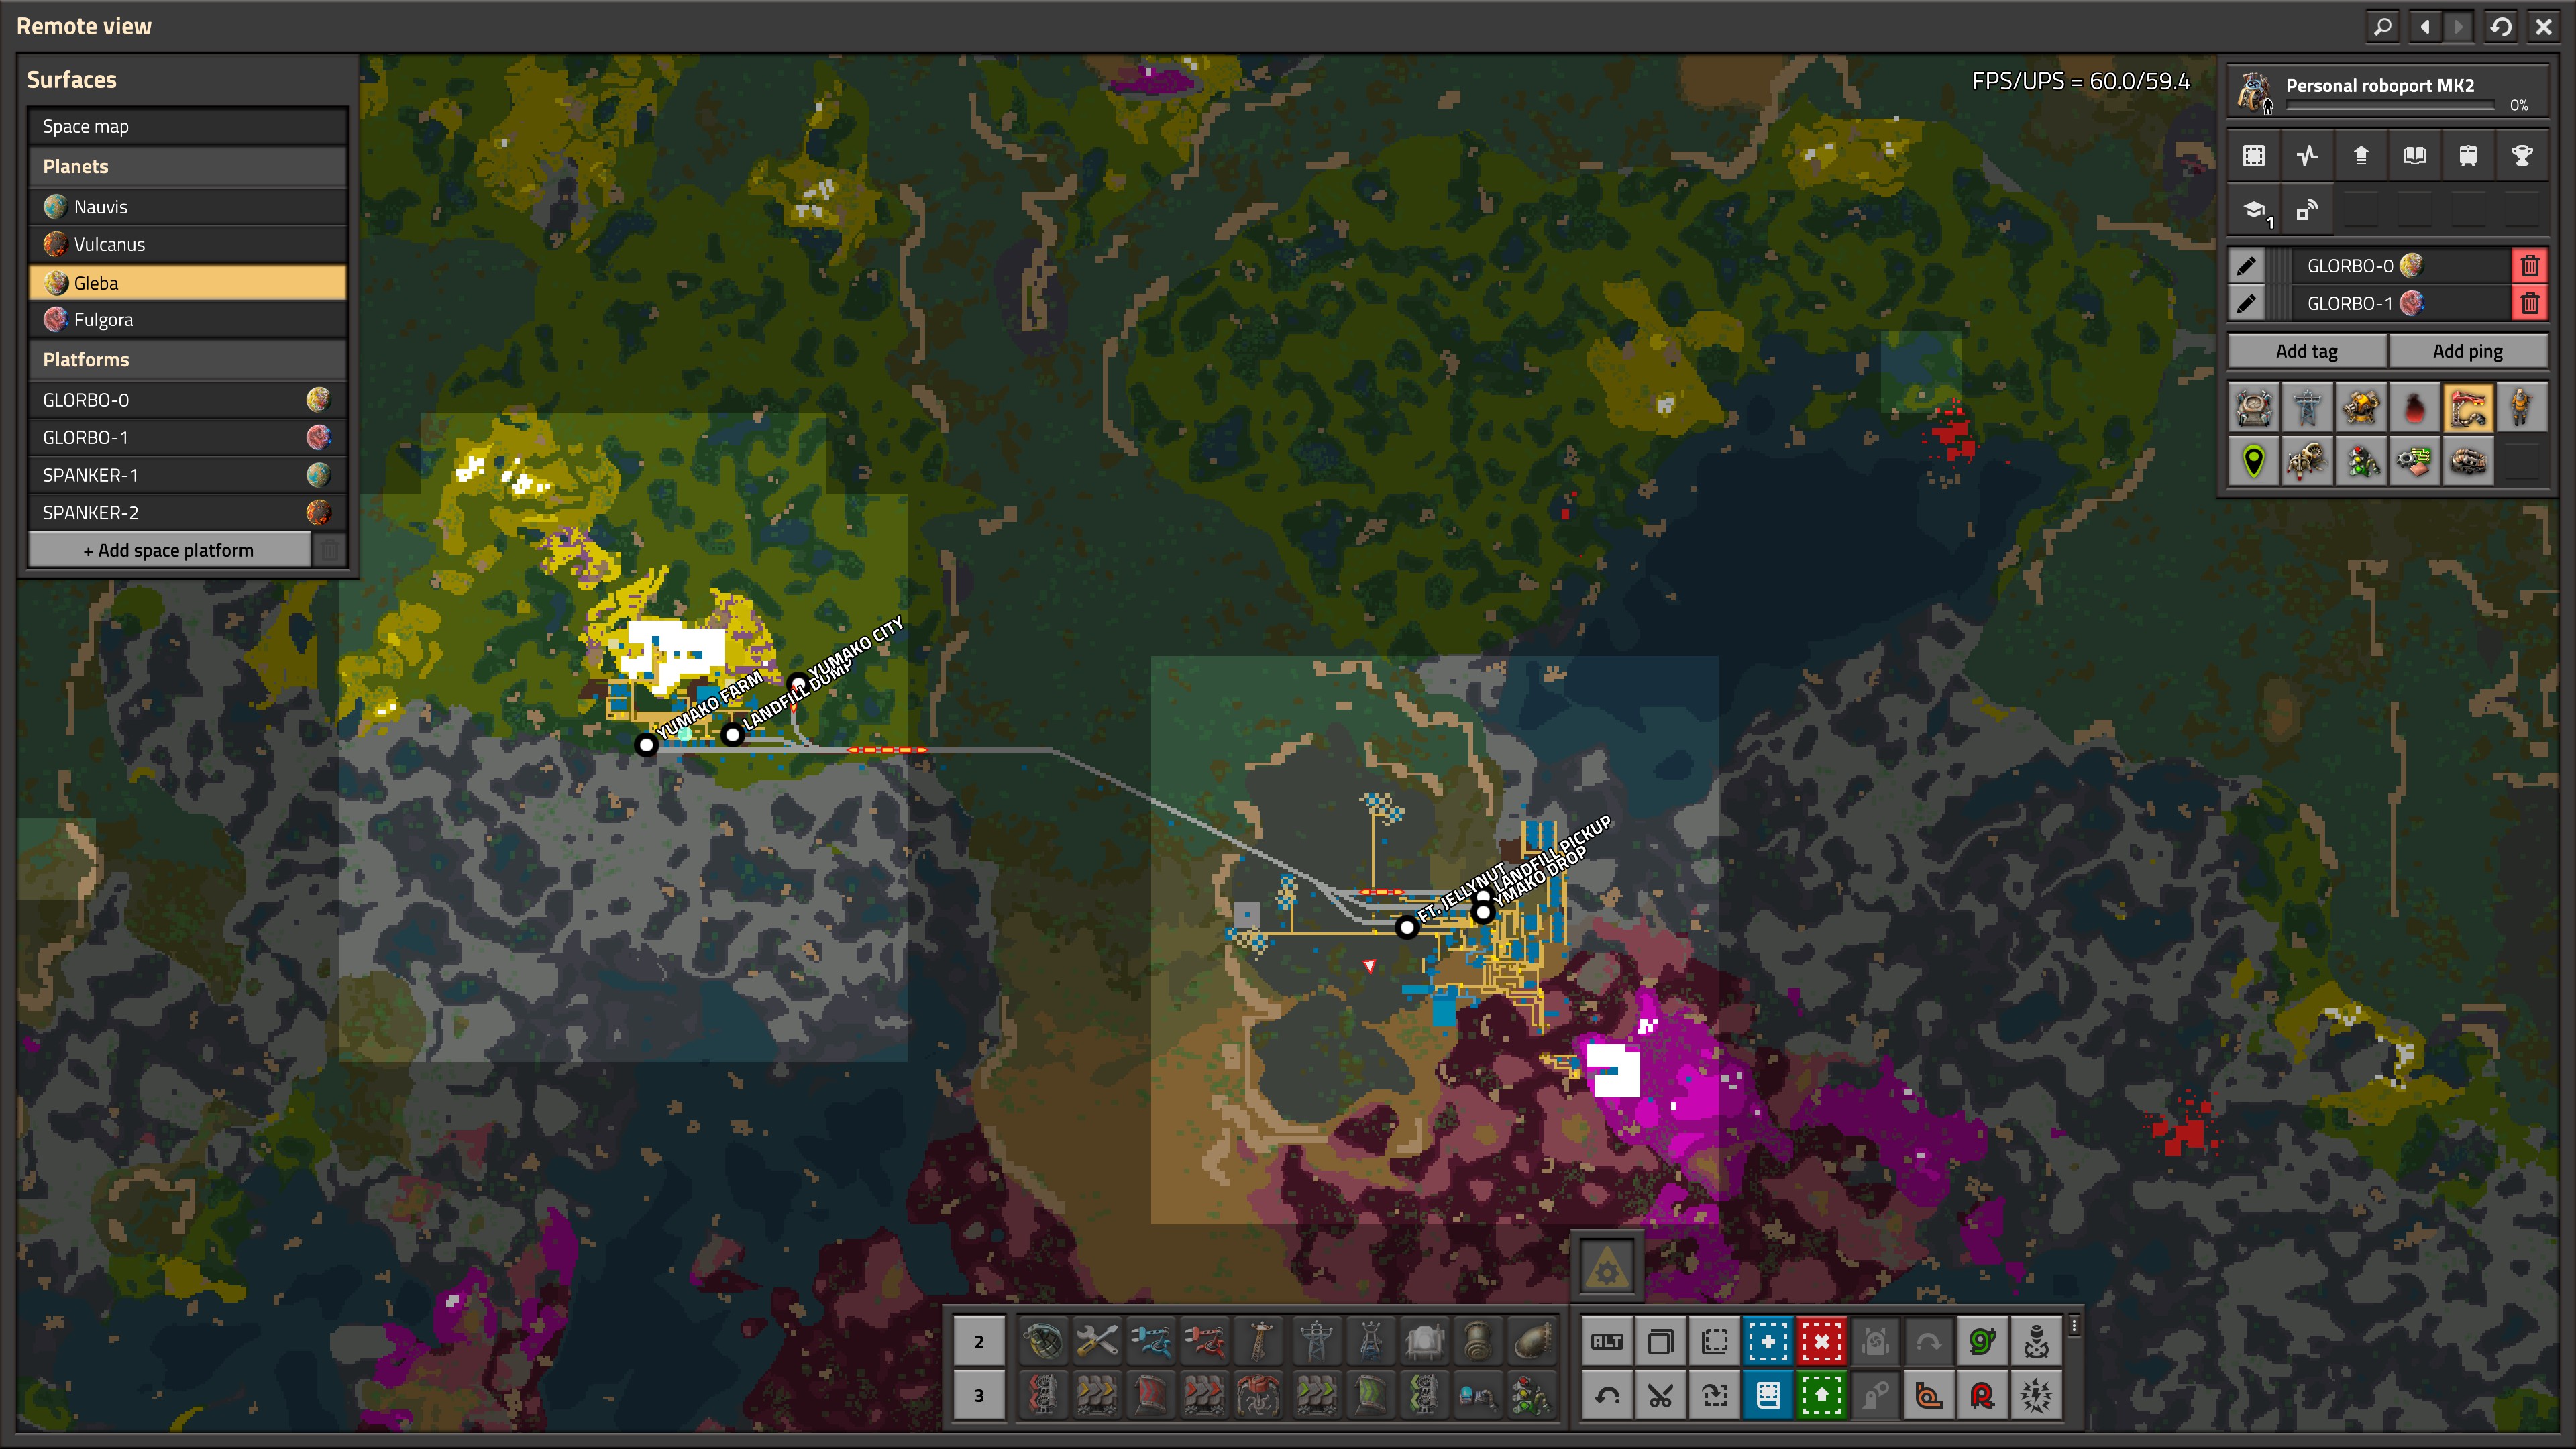 Remote view
Surfaces
Space map
Planets
Nauvis
Vulcanus
Gleba
Fulgora
Platforms
GLORBO-0
GLORBO-1
SPANKER-1
SPANKER-2
+ Add space platform
FPS/UPS = 60.0/59.4
Personal roboport MK2
0%
1
GLORBO-0
GLORBO-1
Add tag
Add ping
YUMAKO CITY
LANDFILL DUMP
YUMAKO FARM
LANDFILL PICKUP
YMAKO DROP
FT. JELLYNUT
2
ALT
3